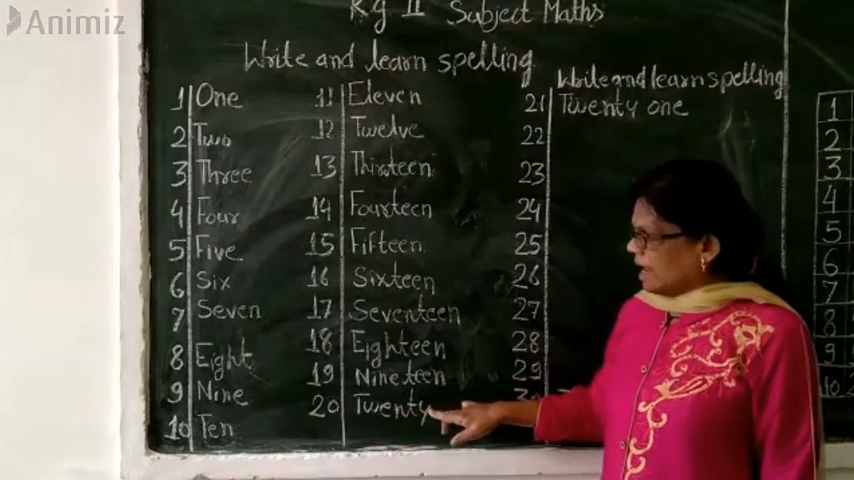 Animiz
Kg II Subject Maths
Write and learn spelling
1 One
2 Two
3 Three
4 Four
5 Five
6 Six
7 Seven
8 Eight
9 Nine
10 Ten
11 Eleven
12 Twelve
13 Thirteen
14 Fourteen
15 Fifteen
16 Sixteen
17 Seventeen
18 Eighteen
19 Nineteen
20 Twenty
Write and learn spelling
21 Twenty one
22
23
24
25
26
27
28
29
1
2
3
4
5
6
7
8
9
10